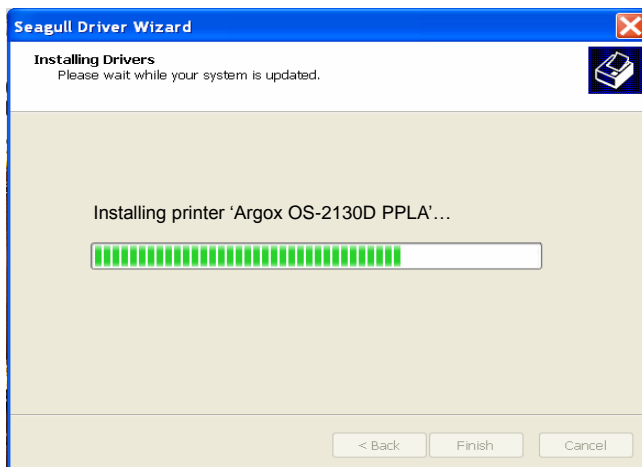 Seagull Driver Wizard
Installing Drivers
Please wait while your system is updated.
Installing printer ‘Argox OS-2130D PPLA’…
< Back
Finish
Cancel